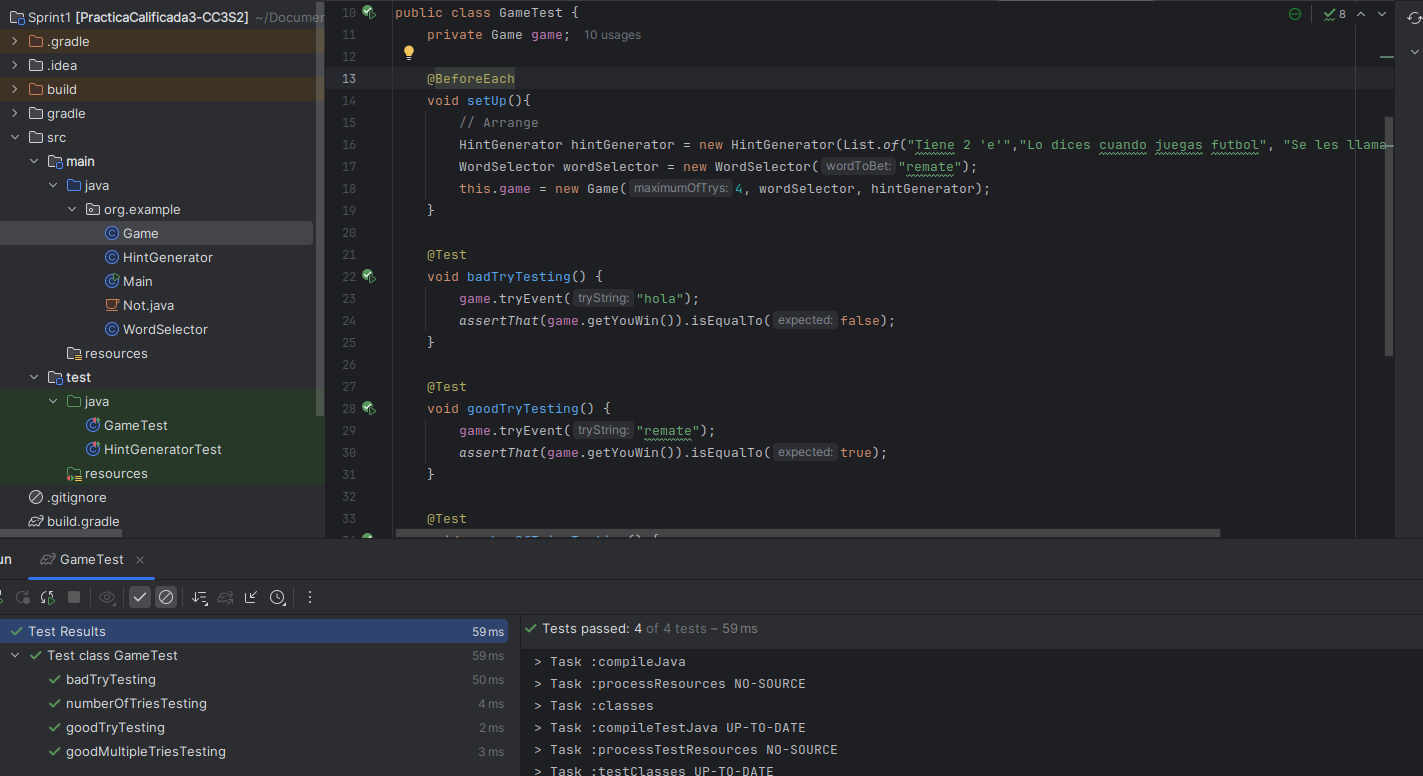 Sprint1 [PracticaCalificada3-CC3S2] ~/Documer
.gradle
.idea
build
gradle
src
main
java
org.example
Game
HintGenerator
Main
Not.java
WordSelector
resources
test
java
GameTest
HintGeneratorTest
resources
.gitignore
build.gradle
8
10 public class GameTest {
11 private Game game; 10 usages
12
13 @BeforeEach
14 void setUp(){
15 // Arrange
16 HintGenerator hintGenerator = new HintGenerator(List.of("Tiene 2 'e'","Lo dices cuando juegas futbol", "Se les llama
17 WordSelector wordSelector = new WordSelector( wordToBet: "remate");
18 this.game = new Game( maximumOfTrys: 4, wordSelector, hintGenerator);
19 }
20
21 @Test
22 void badTryTesting() {
23 game.tryEvent( tryString: "hola");
24 assertThat(game.getYouWin()).isEqualTo( expected: false);
25 }
26
27 @Test
28 void goodTryTesting() {
29 game.tryEvent( tryString: "remate");
30 assertThat(game.getYouWin()).isEqualTo( expected: true);
31 }
32
33 @Test
un GameTest
Test Results 59 ms
Test class GameTest 59 ms
badTryTesting 50 ms
numberOfTriesTesting 4 ms
goodTryTesting 2 ms
goodMultipleTriesTesting 3 ms
Tests passed: 4 of 4 tests – 59 ms
> Task :compileJava
> Task :processResources NO-SOURCE
> Task :classes
> Task :compileTestJava UP-TO-DATE
> Task :processTestResources NO-SOURCE
> Task :testClasses UP-TO-DATE